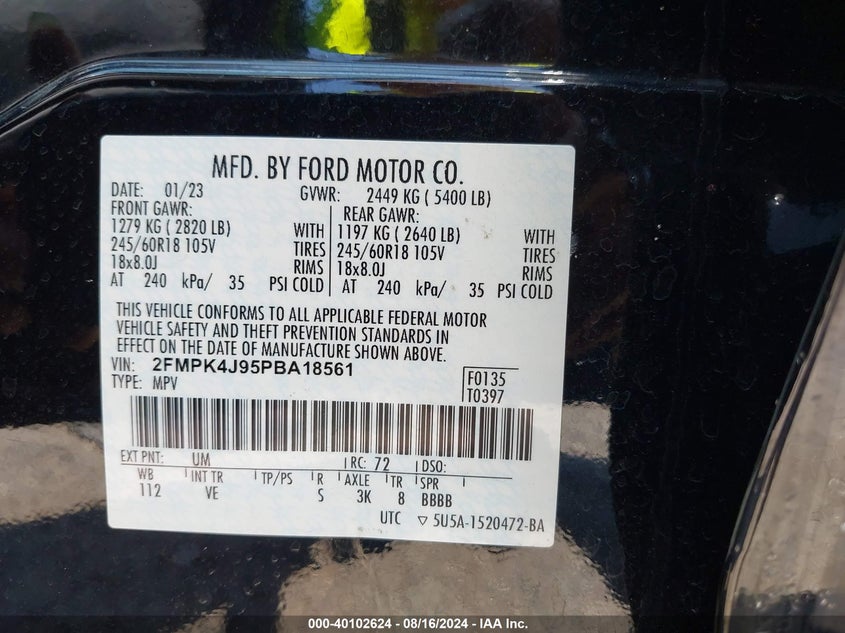 MFD. BY FORD MOTOR CO.
DATE: 01/23 GVWR: 2449 KG ( 5400 LB)
FRONT GAWR: REAR GAWR:
1279 KG ( 2820 LB) WITH 1197 KG ( 2640 LB) WITH
245/60R18 105V TIRES 245/60R18 105V TIRES
18x8.0J RIMS 18x8.0J RIMS
AT 240 kPa/ 35 PSI COLD AT 240 kPa/ 35 PSI COLD
THIS VEHICLE CONFORMS TO ALL APPLICABLE FEDERAL MOTOR
VEHICLE SAFETY AND THEFT PREVENTION STANDARDS IN
EFFECT ON THE DATE OF MANUFACTURE SHOWN ABOVE.
VIN: 2FMPK4J95PBA18561 F0135
TYPE: MPV T0397
EXT PNT: UM RC: 72 DSO:
WB INT TR TP/PS R AXLE TR SPR
112 VE S 3K 8 BBBB
UTC ▽ 5U5A-1520472-BA
000-40102624 / 08/16/2024 - IAA Inc.